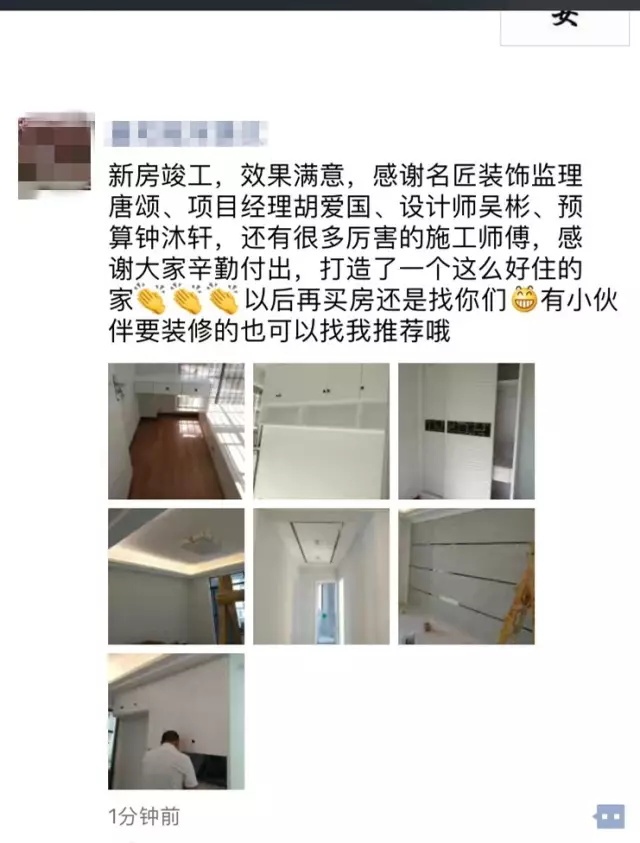 新房竣工，效果满意，感谢名匠装饰监理
唐颂、项目经理胡爱国、设计师吴彬、预
算钟沐轩，还有很多厉害的施工师傅，感
谢大家辛勤付出，打造了一个这么好住的
家👏👏👏以后再买房还是找你们😁有小伙
伴要装修的也可以找我推荐哦
1分钟前